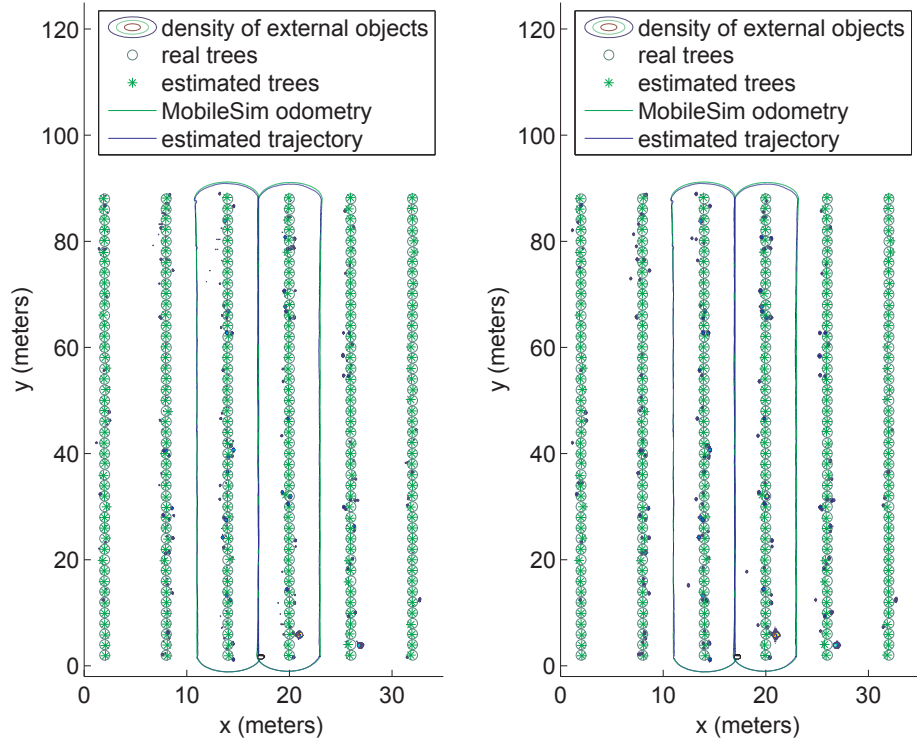 120
100
80
60
40
20
0
y (meters)
0 10 20 30
x (meters)
density of external objects
real trees
estimated trees
MobileSim odometry
estimated trajectory
120
100
80
60
40
20
0
y (meters)
0 10 20 30
x (meters)
density of external objects
real trees
estimated trees
MobileSim odometry
estimated trajectory